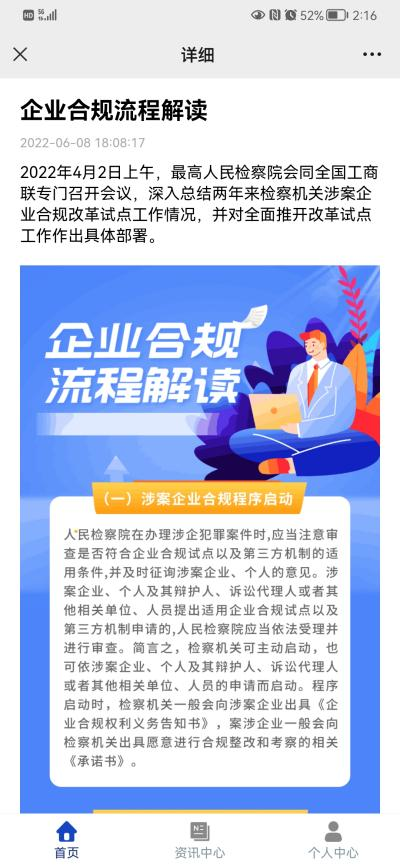 HD 5G 52% 2:16
详细
企业合规流程解读
2022-06-08 18:08:17
2022年4月2日上午，最高人民检察院会同全国工商
联专门召开会议，深入总结两年来检察机关涉案企
业合规改革试点工作情况，并对全面推开改革试点
工作作出具体部署。
企业合规
流程解读
（一）涉案企业合规程序启动
人民检察院在办理涉企犯罪案件时,应当注意审
查是否符合企业合规试点以及第三方机制的适
用条件,并及时征询涉案企业、个人的意见。涉
案企业、个人及其辩护人、诉讼代理人或者其
他相关单位、人员提出适用企业合规试点以及
第三方机制申请的,人民检察院应当依法受理并
进行审查。简言之，检察机关可主动启动，也
可依涉案企业、个人及其辩护人、诉讼代理人
或者其他相关单位、人员的申请而启动。程序
启动时，检察机关一般会向涉案企业出具《企
业合规权利义务告知书》，案涉企业一般会向
检察机关出具愿意进行合规整改和考察的相关
《承诺书》。
首页 资讯中心 个人中心